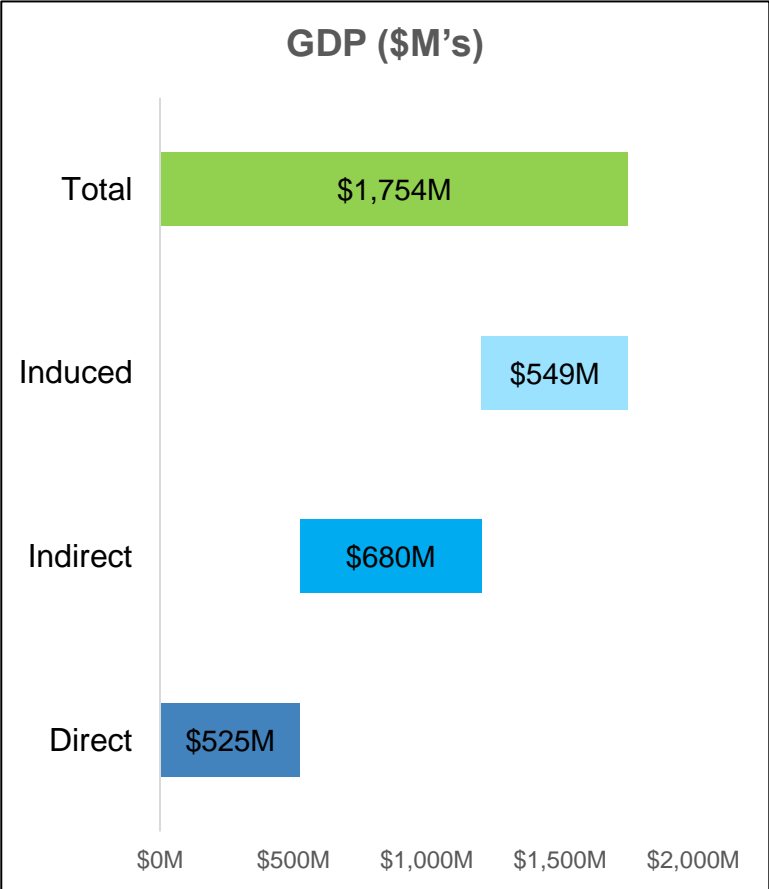 GDP ($M’s)
Total
$1,754M
Induced
$549M
Indirect
$680M
Direct
$525M
$0M
$500M
$1,000M
$1,500M
$2,000M